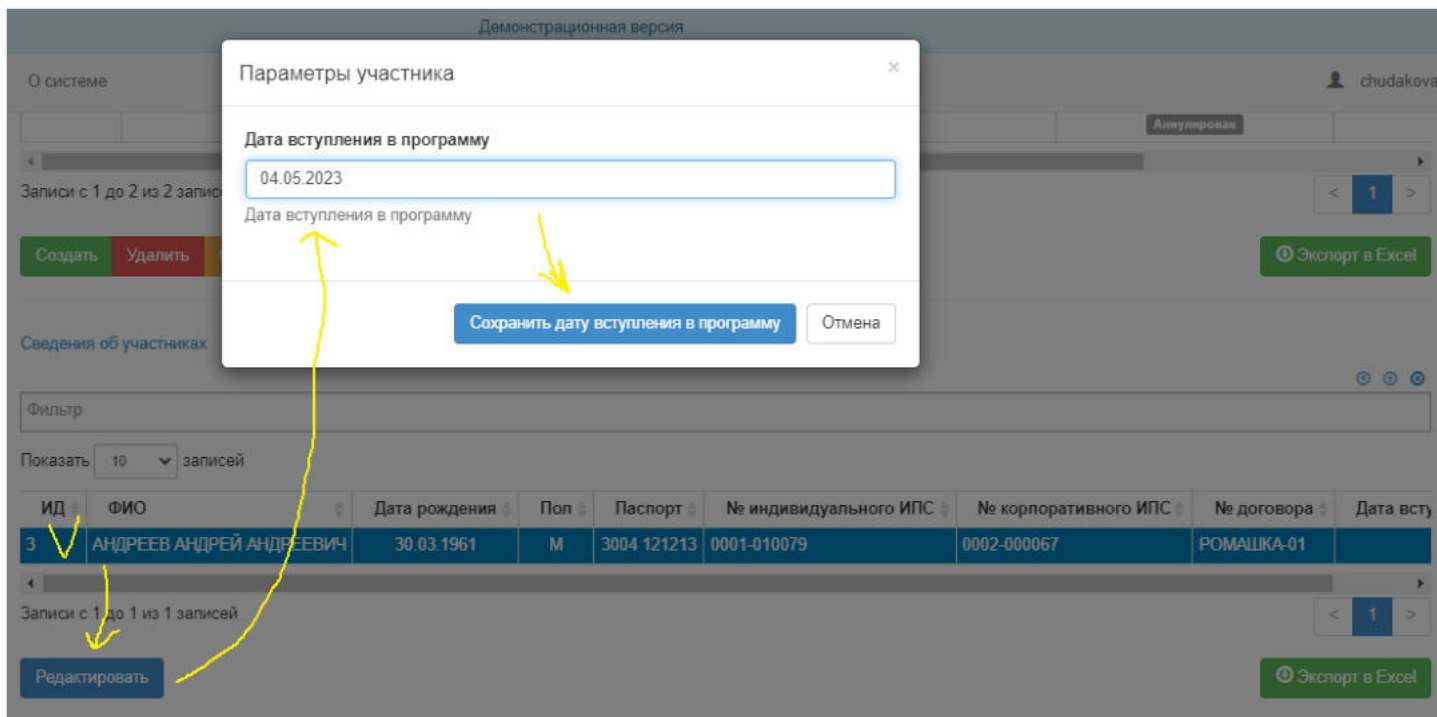 Демонстрационная версия
О системе
chudakova
Параметры участника
×
Дата вступления в программу
04.05.2023
Дата вступления в программу
Сохранить дату вступления в программу
Отмена
Аннулирован
Записи с 1 до 2 из 2 запис
< 1 >
Создать Удалить
Экспорт в Excel
Сведения об участниках
Фильтр
Показать 10 записей
ИД ФИО Дата рождения Пол Паспорт № индивидуального ИПС № корпоративного ИПС № договора Дата всту
3 АНДРЕЕВ АНДРЕЙ АНДРЕЕВИЧ 30.03.1961 М 3004 121213 0001-010079 0002-000067 РОМАШКА-01
Записи с 1 до 1 из 1 записей
< 1 >
Редактировать
Экспорт в Excel